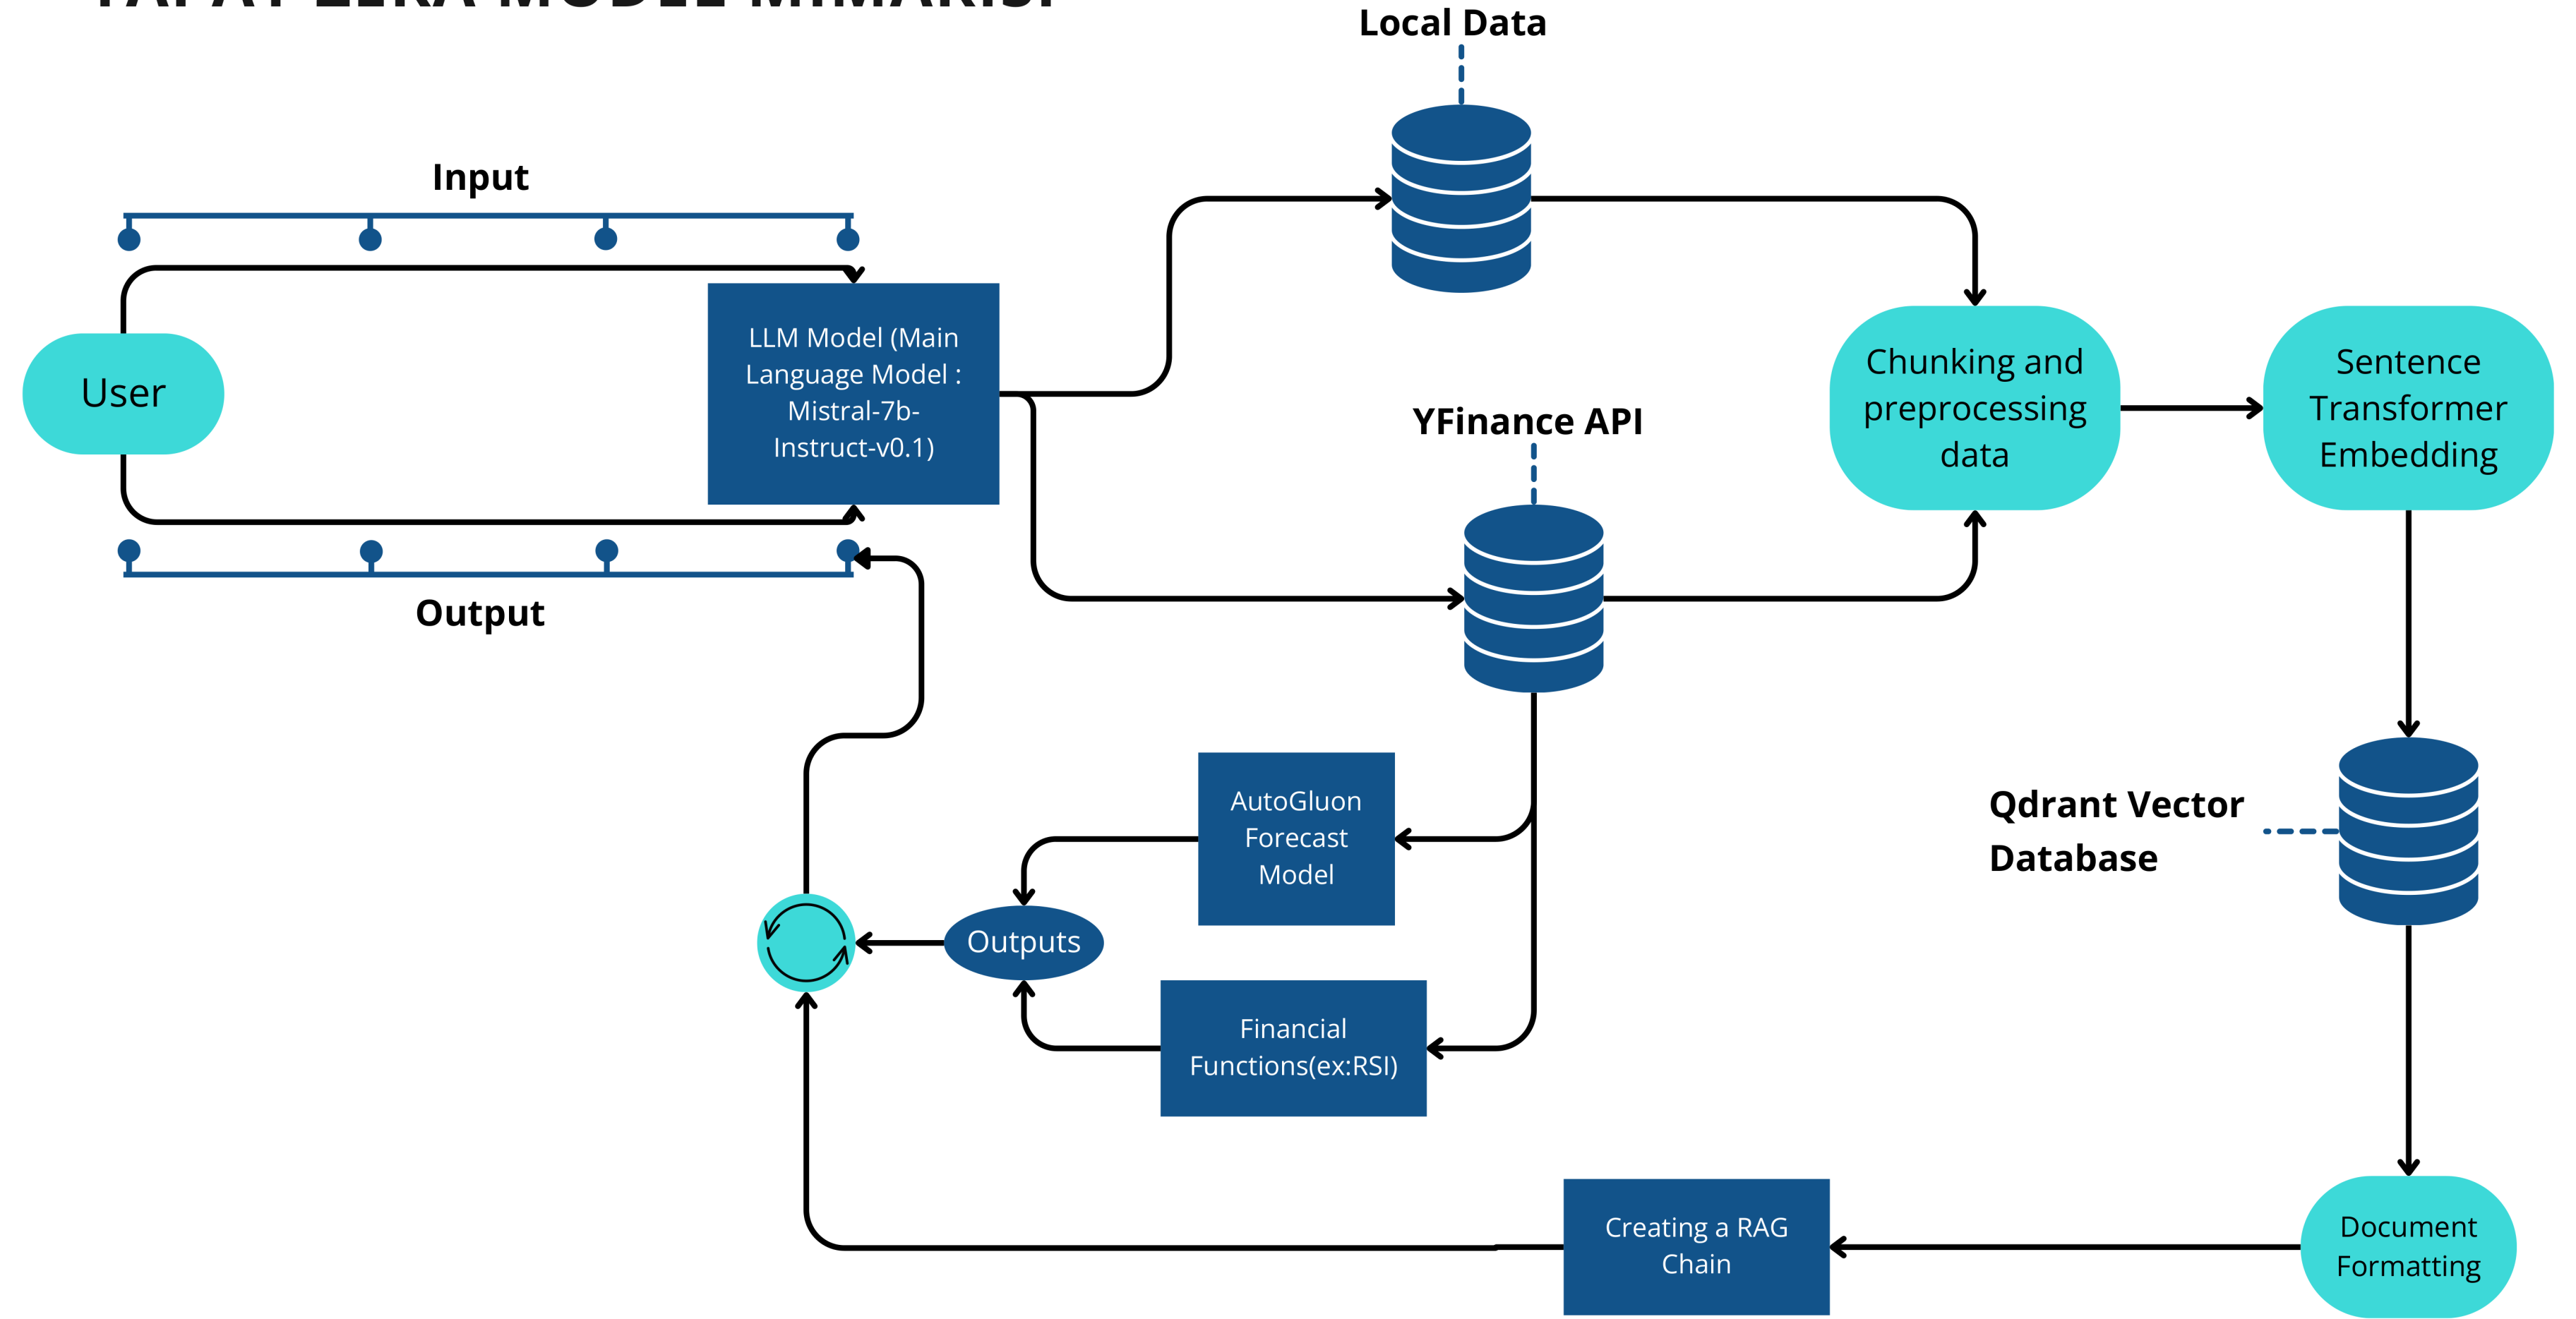 Local Data
Input
LLM Model (Main
Language Model :
Mistral-7b-
Instruct-v0.1)
User
Output
YFinance API
Chunking and
preprocessing
data
Sentence
Transformer
Embedding
AutoGluon
Forecast
Model
Qdrant Vector
Database
Outputs
Financial
Functions(ex:RSI)
Creating a RAG
Chain
Document
Formatting